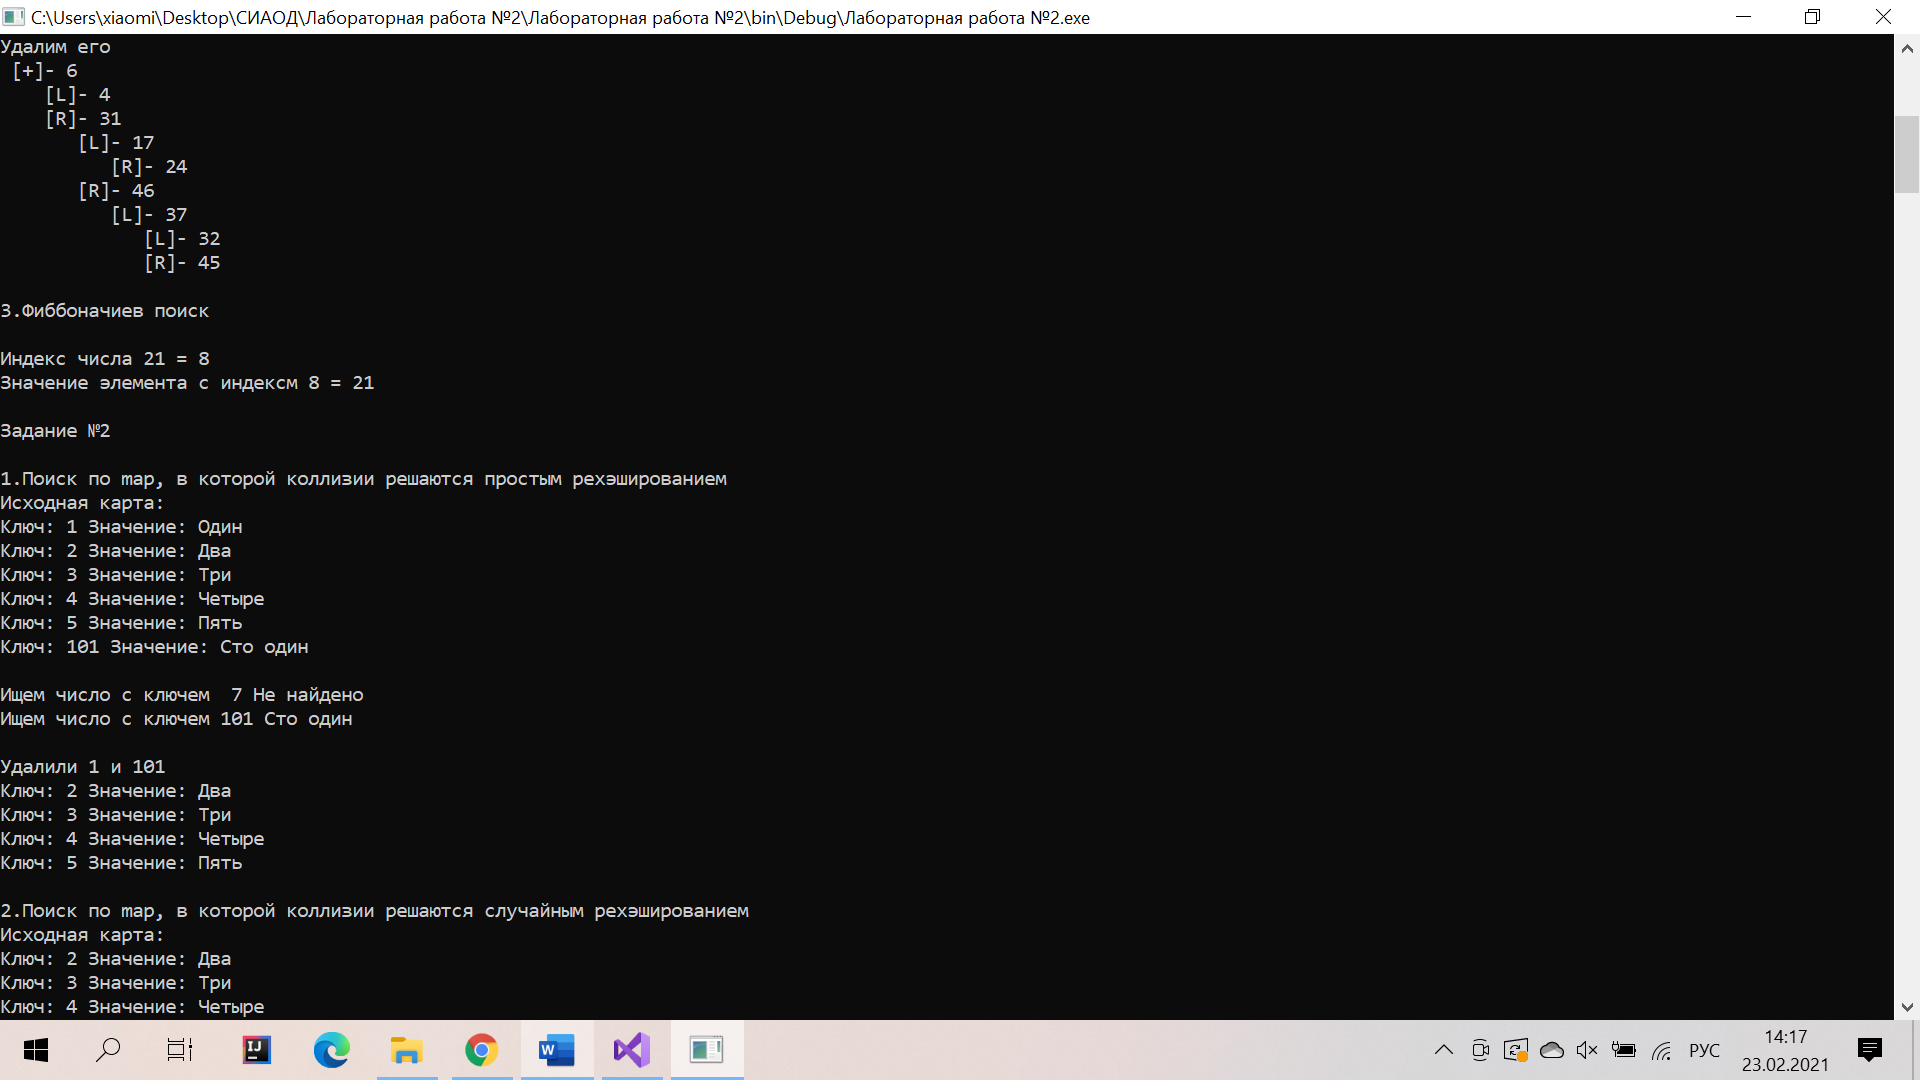 C:\Users\xiaomi\Desktop\СИАОД\Лабораторная работа №2\Лабораторная работа №2\bin\Debug\Лабораторная работа №2.exe
Удалим его
[+]- 6
[L]- 4
[R]- 31
[L]- 17
[R]- 24
[R]- 46
[L]- 37
[L]- 32
[R]- 45
3.Фиббоначиев поиск
Индекс числа 21 = 8
Значение элемента с индексм 8 = 21
Задание №2
1.Поиск по map, в которой коллизии решаются простым рехэшированием
Исходная карта:
Ключ: 1 Значение: Один
Ключ: 2 Значение: Два
Ключ: 3 Значение: Три
Ключ: 4 Значение: Четыре
Ключ: 5 Значение: Пять
Ключ: 101 Значение: Сто один
Ищем число с ключем  7 Не найдено
Ищем число с ключем 101 Сто один
Удалили 1 и 101
Ключ: 2 Значение: Два
Ключ: 3 Значение: Три
Ключ: 4 Значение: Четыре
Ключ: 5 Значение: Пять
2.Поиск по map, в которой коллизии решаются случайным рехэшированием
Исходная карта:
Ключ: 2 Значение: Два
Ключ: 3 Значение: Три
Ключ: 4 Значение: Четыре
IJ
W
РУС
14:17
23.02.2021